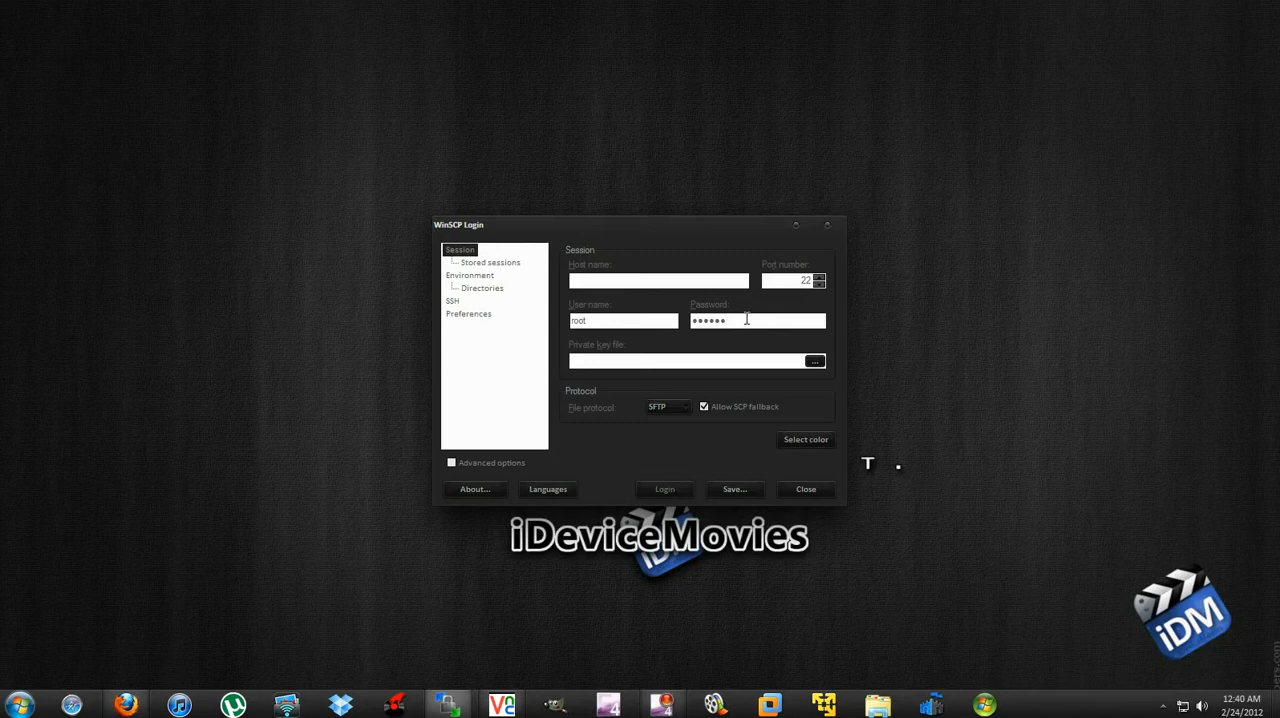 WinSCP Login
Session
Stored sessions
Environment
Directories
SSH
Preferences
Session
Host name:
Port number:
22
User name:
Password:
root
Private key file:
...
Protocol
File protocol:
SFTP
Allow SCP fallback
Select color
Advanced options
About...
Languages
Login
Save...
Close
T .
iDeviceMovies
iDM
12:40 AM
2/24/2012